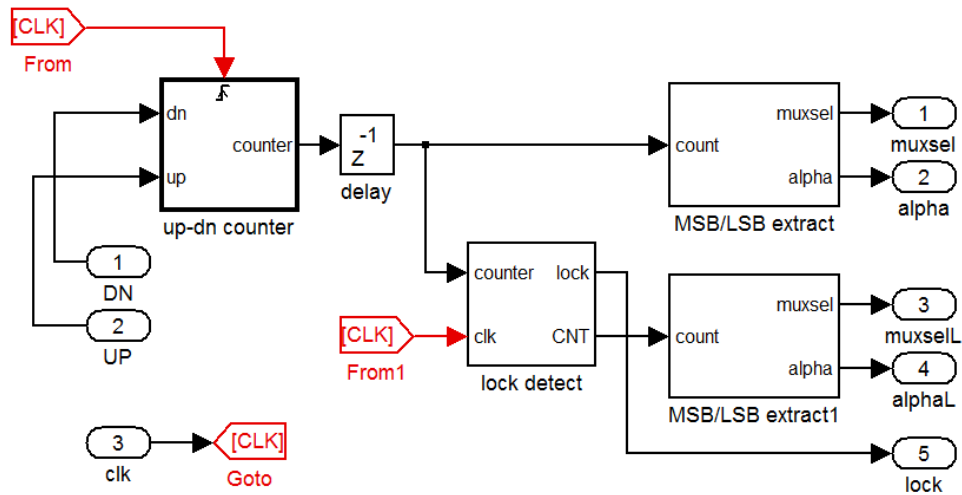 [CLK]
From
dn
counter
up
up-dn counter
-1
Z
delay
count
muxsel
alpha
MSB/LSB extract
1
muxsel
2
alpha
1
DN
2
UP
counter
lock
clk
CNT
lock detect
[CLK]
From1
count
muxsel
alpha
MSB/LSB extract1
3
muxselL
4
alphaL
3
clk
[CLK]
Goto
5
lock